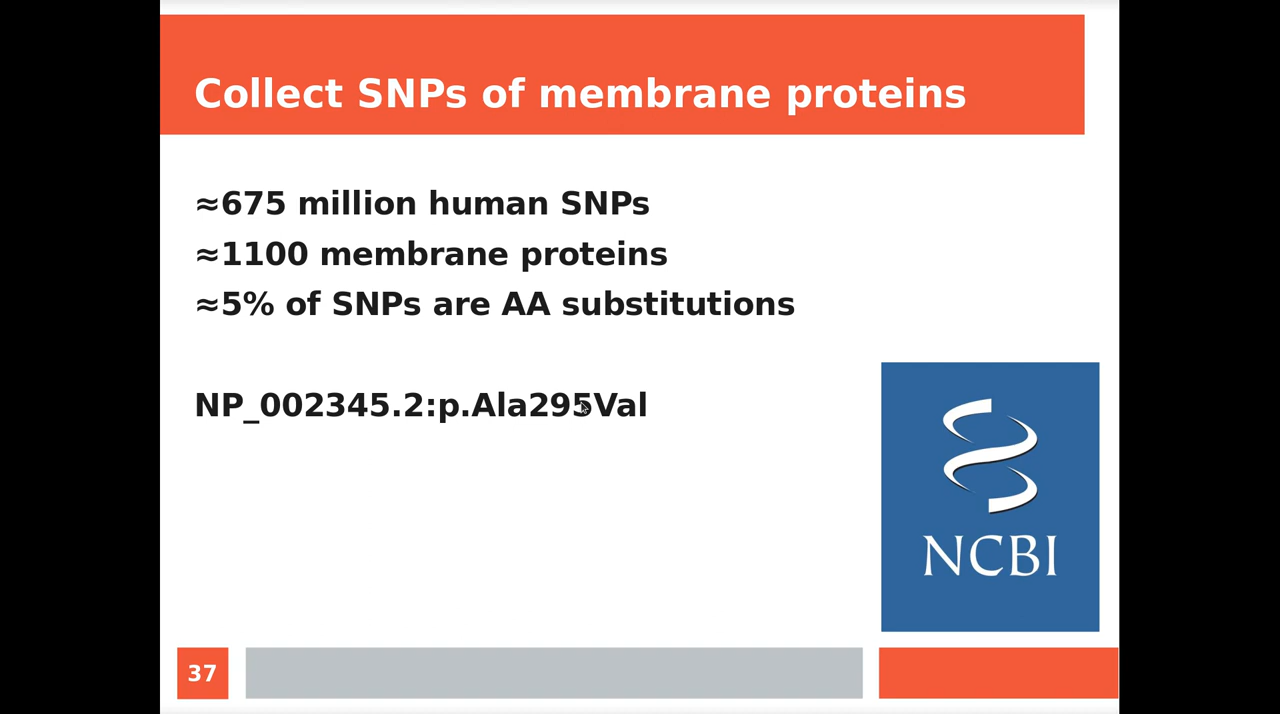 Collect SNPs of membrane proteins
≈675 million human SNPs
≈1100 membrane proteins
≈5% of SNPs are AA substitutions
NP_002345.2:p.Ala295Val
NCBI
37